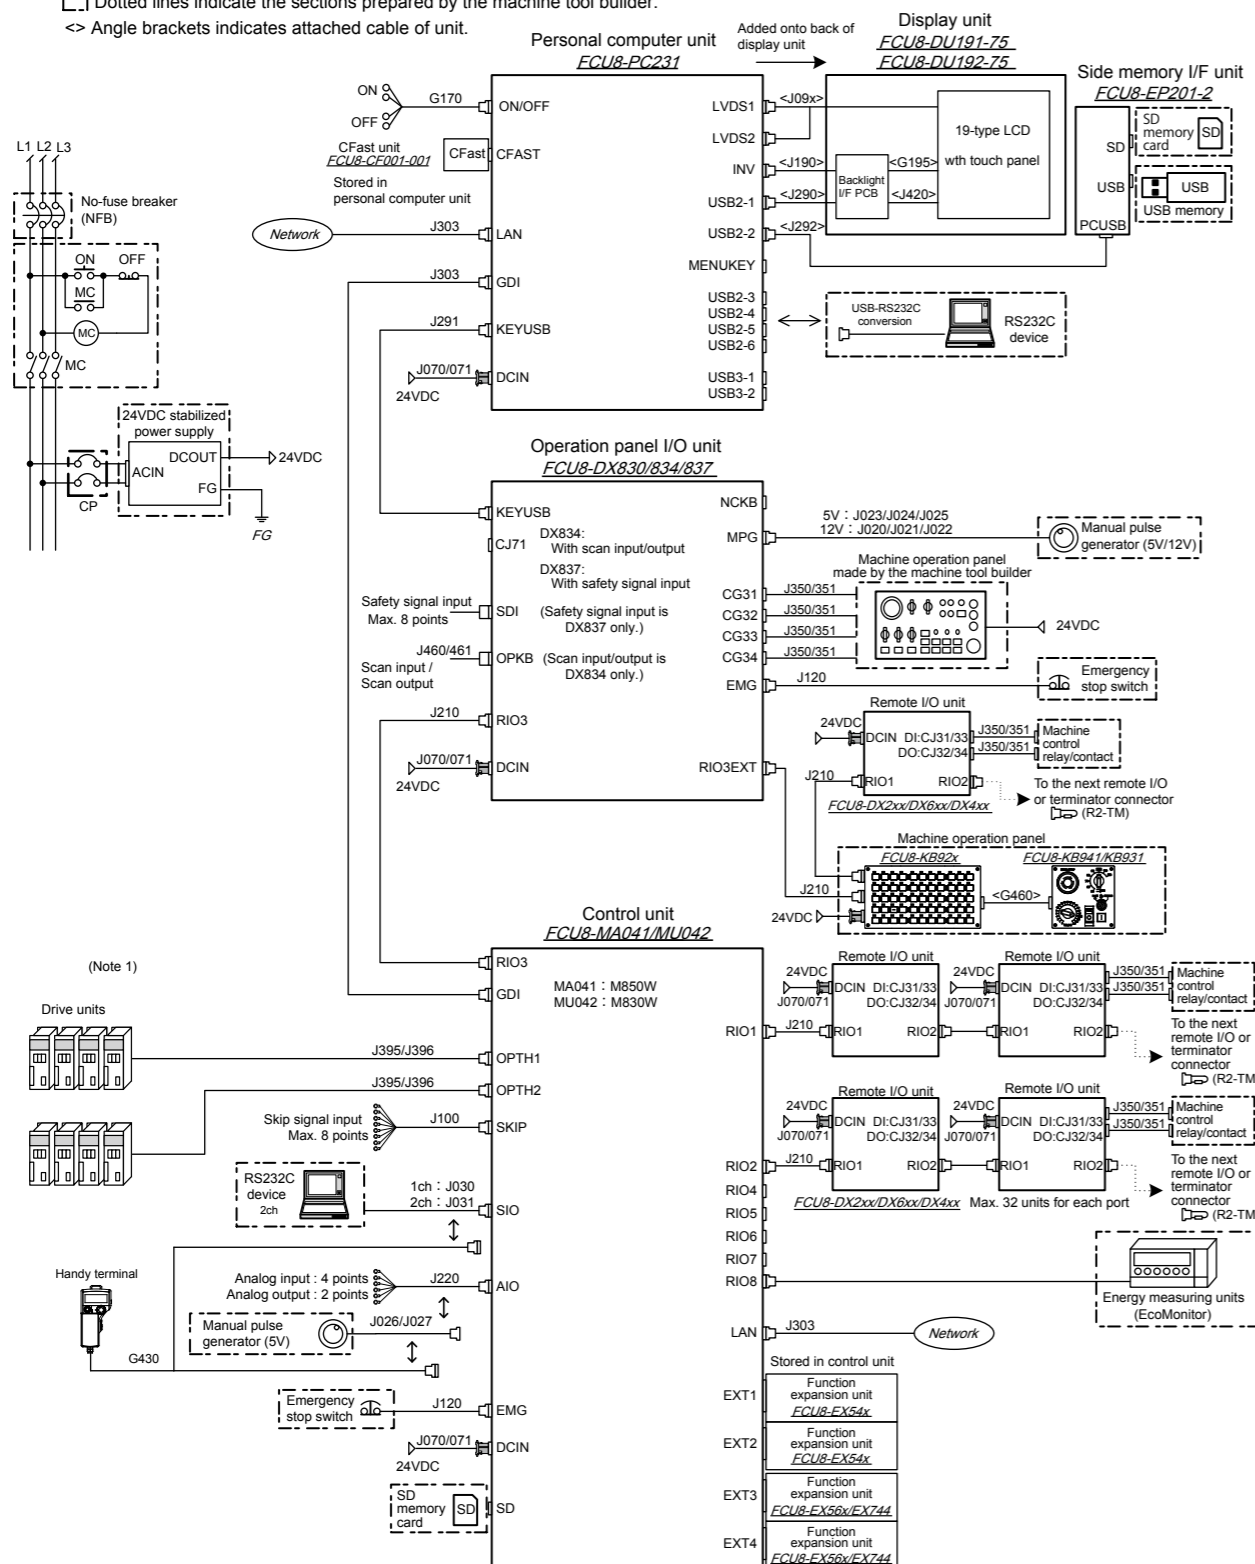 Dotted lines indicate the sections prepared by the machine tool builder.
<> Angle brackets indicates attached cable of unit.
Personal computer unit
FCU8-PC231
Added onto back of
display unit
Display unit
FCU8-DU191-75
FCU8-DU192-75
Side memory I/F unit
FCU8-EP201-2
ON
OFF
G170
ON/OFF
CFast unit
FCU8-CF001-001
CFast
CFAST
Stored in
personal computer unit
Network
J303
LAN
J303
GDI
J291
KEYUSB
J070/071
DCIN
24VDC
LVDS1
LVDS2
INV
USB2-1
USB2-2
MENUKEY
USB2-3
USB2-4
USB2-5
USB2-6
USB3-1
USB3-2
<J09x>
<J190>
<J290>
<J292>
Backlight
I/F PCB
<G195>
<J420>
19-type LCD
wth touch panel
SD
USB
PCUSB
SD
memory
card
SD
USB
USB memory
USB-RS232C
conversion
RS232C
device
L1 L2 L3
No-fuse breaker
(NFB)
ON
OFF
MC
MC
MC
24VDC stabilized
power supply
DCOUT
ACIN
FG
24VDC
CP
FG
Operation panel I/O unit
FCU8-DX830/834/837
KEYUSB
CJ71
DX834:
With scan input/output
DX837:
With safety signal input
Safety signal input
Max. 8 points
SDI
(Safety signal input is
DX837 only.)
J460/461
Scan input /
Scan output
OPKB
(Scan input/output is
DX834 only.)
J210
RIO3
J070/071
DCIN
24VDC
NCKB
MPG
CG31
CG32
CG33
CG34
EMG
RIO3EXT
5V：J023/J024/J025
12V：J020/J021/J022
Manual pulse
generator (5V/12V)
Machine operation panel
made by the machine tool builder
J350/351
J350/351
J350/351
J350/351
24VDC
J120
Emergency
stop switch
Remote I/O unit
24VDC
DCIN
DI:CJ31/33
DO:CJ32/34
J350/351
J350/351
Machine
control
relay/contact
J210
RIO1
RIO2
FCU8-DX2xx/DX6xx/DX4xx
To the next remote I/O
or terminator connector
(R2-TM)
Machine operation panel
FCU8-KB92x
FCU8-KB941/KB931
J210
<G460>
24VDC
Control unit
FCU8-MA041/MU042
MA041：M850W
MU042：M830W
(Note 1)
Drive units
RIO3
GDI
J395/J396
OPTH1
J395/J396
OPTH2
Skip signal input
Max. 8 points
J100
SKIP
RS232C
device
2ch
1ch：J030
2ch：J031
SIO
Handy terminal
Analog input : 4 points
Analog output : 2 points
J220
AIO
Manual pulse
generator (5V)
J026/J027
G430
Emergency
stop switch
J120
EMG
J070/071
DCIN
24VDC
SD
memory
card
SD
SD
RIO1
RIO2
RIO4
RIO5
RIO6
RIO7
RIO8
LAN
EXT1
EXT2
EXT3
EXT4
Remote I/O unit
Remote I/O unit
24VDC
DCIN
DI:CJ31/33
DO:CJ32/34
J070/071
24VDC
DCIN
DI:CJ31/33
DO:CJ32/34
J070/071
J350/351
J350/351
Machine
control
relay/contact
J210
RIO1
RIO2
RIO1
RIO2
To the next
remote I/O or
terminator
connector
(R2-TM
Remote I/O unit
Remote I/O unit
24VDC
DCIN
DI:CJ31/33
DO:CJ32/34
J070/071
24VDC
DCIN
DI:CJ31/33
DO:CJ32/34
J070/071
J350/351
J350/351
Machine
control
relay/contact
J210
RIO1
RIO2
RIO1
RIO2
To the next
remote I/O or
terminator
connector
(R2-TM
FCU8-DX2xx/DX6xx/DX4xx
Max. 32 units for each port
Energy measuring units
(EcoMonitor)
J303
Network
Stored in control unit
Function
expansion unit
FCU8-EX54x
Function
expansion unit
FCU8-EX54x
Function
expansion unit
FCU8-EX56x/EX744
Function
expansion unit
FCU8-EX56x/EX744